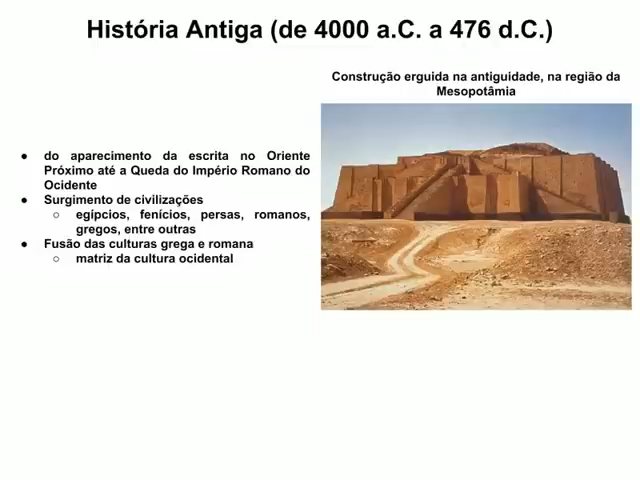 História Antiga (de 4000 a.C. a 476 d.C.)
Construção erguida na antiguidade, na região da
Mesopotâmia
● do aparecimento da escrita no Oriente
Próximo até a Queda do Império Romano do
Ocidente
● Surgimento de civilizações
○ egípcios, fenícios, persas, romanos,
gregos, entre outras
● Fusão das culturas grega e romana
○ matriz da cultura ocidental